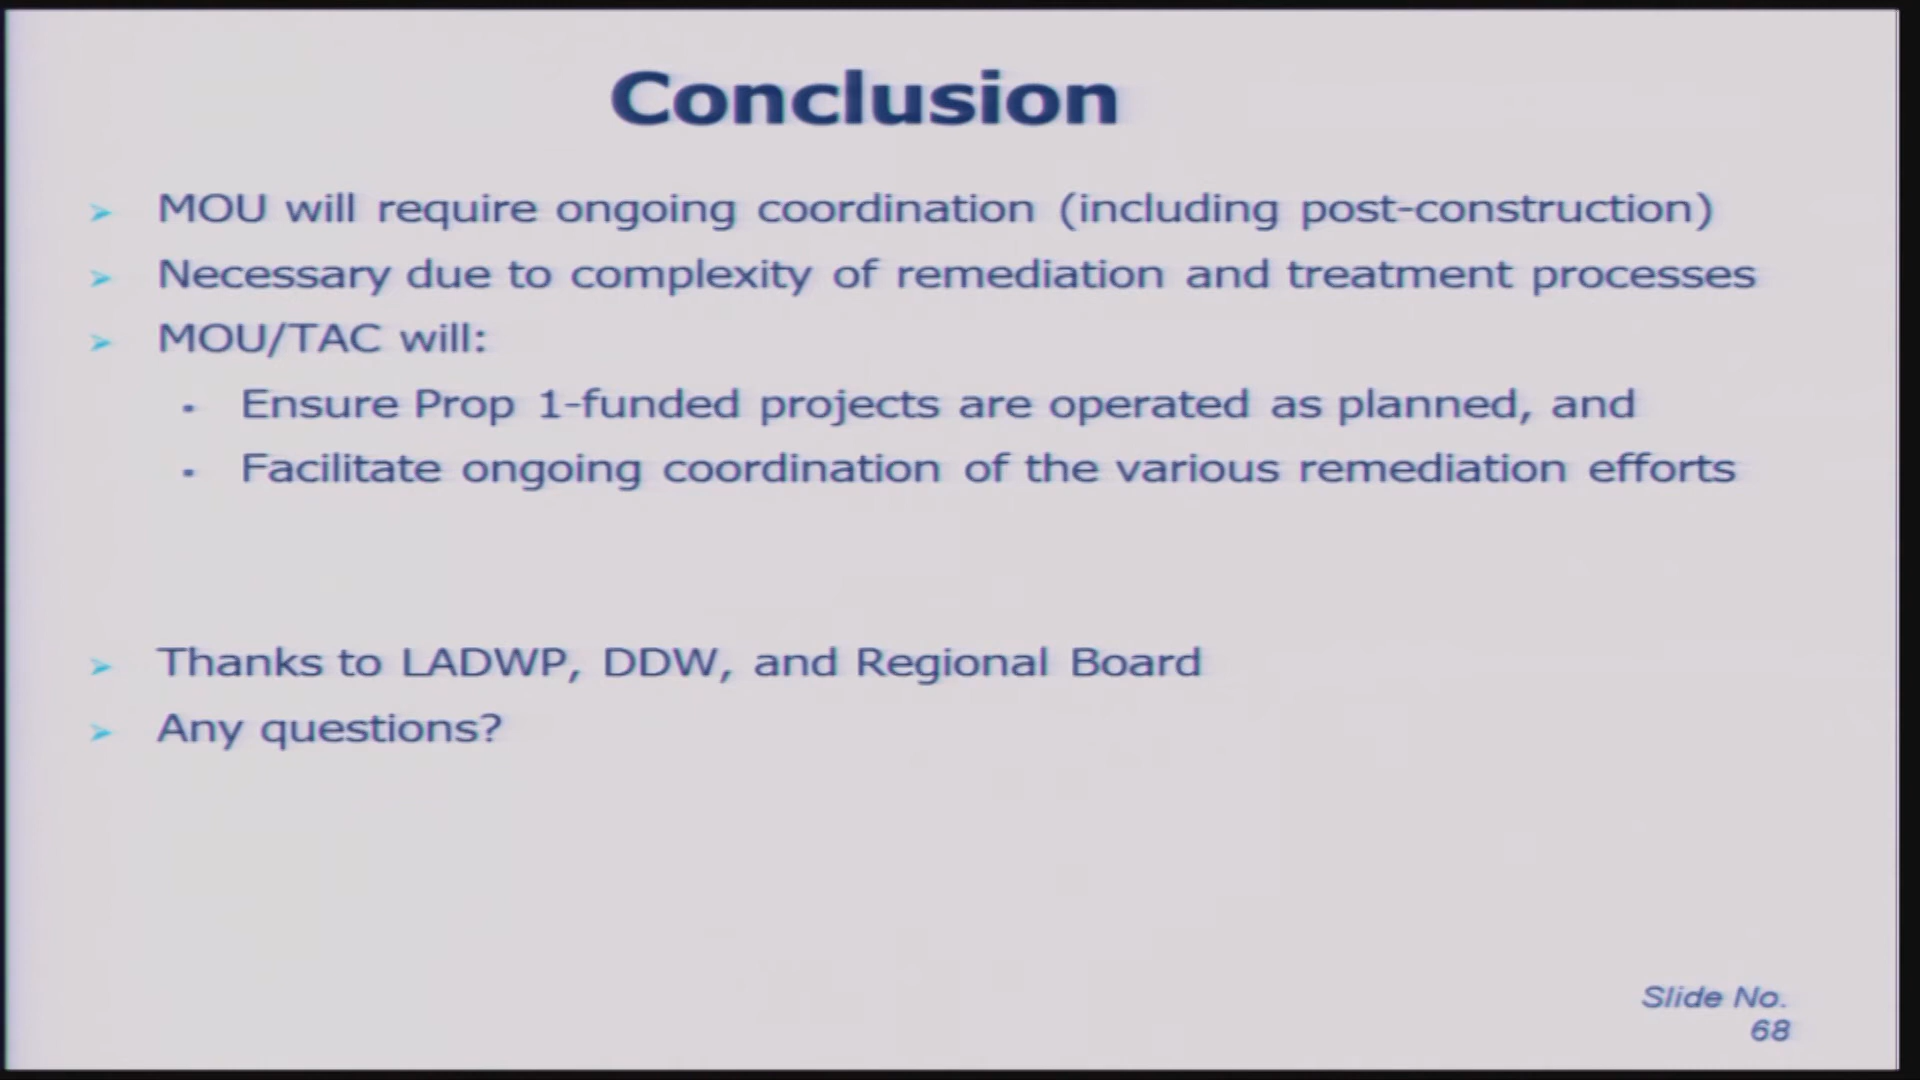 Conclusion
➢ MOU will require ongoing coordination (including post-construction)
➢ Necessary due to complexity of remediation and treatment processes
➢ MOU/TAC will:
• Ensure Prop 1-funded projects are operated as planned, and
• Facilitate ongoing coordination of the various remediation efforts
➢ Thanks to LADWP, DDW, and Regional Board
➢ Any questions?
Slide No.
68